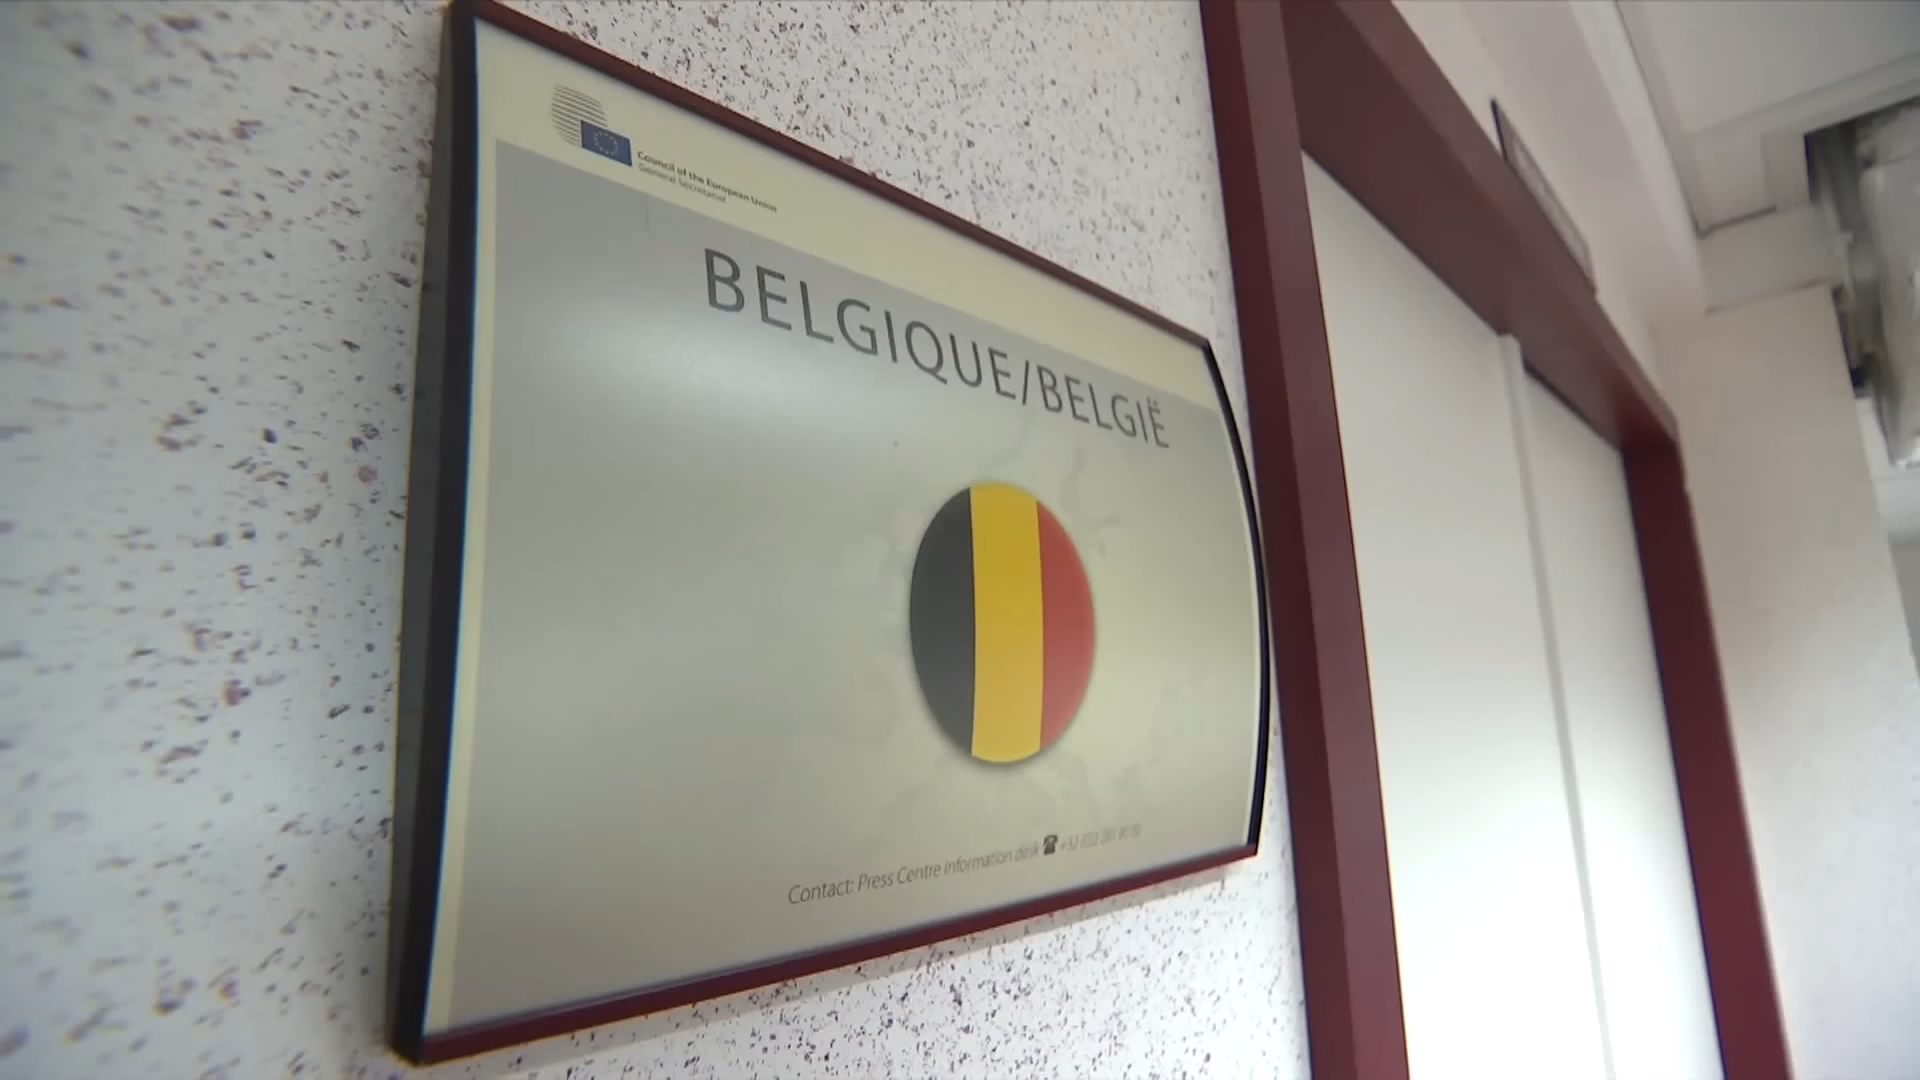 Council of the European Union
General Secretariat
BELGIQUE/BELGIË
Contact: Press Centre information desk